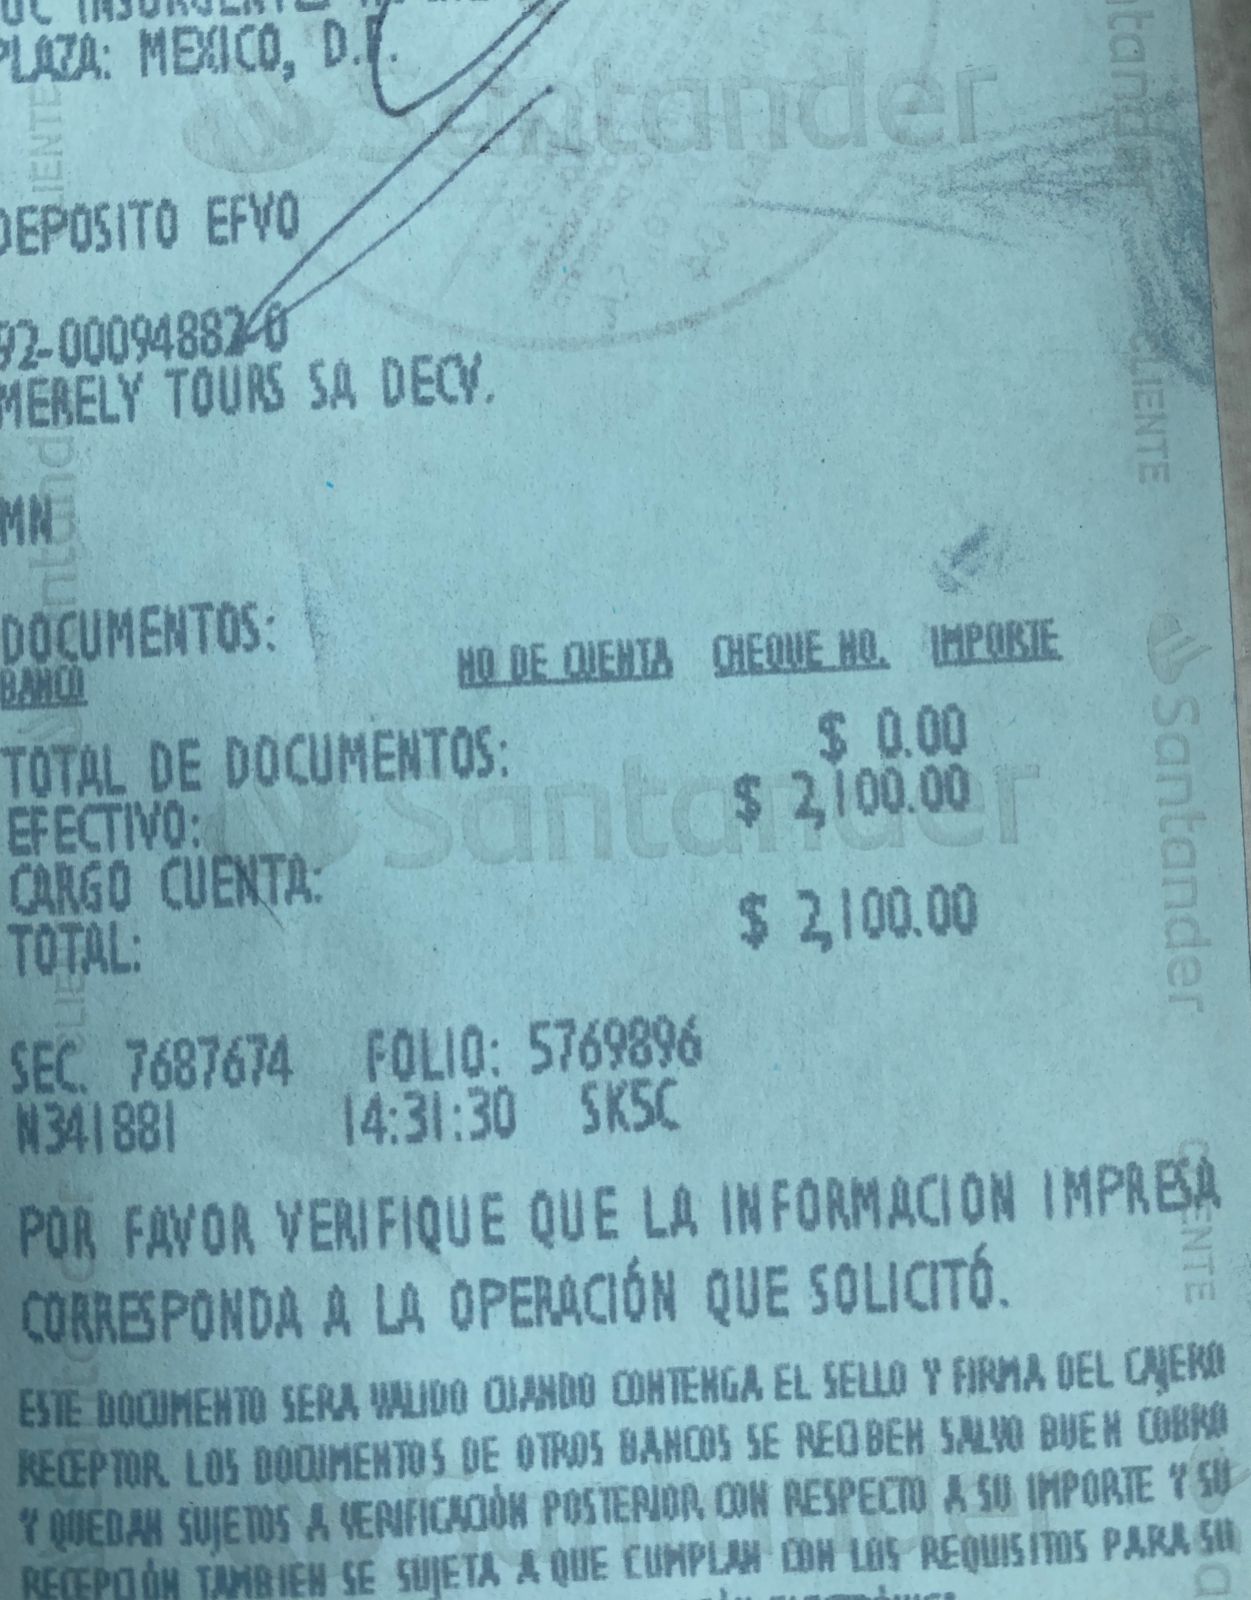 PLAZA: MEXICO, D.F.
Santander
DEPOSITO EFVO
92-00094882-0
MERELY TOURS SA DECV.
MN
DOCUMENTOS:
BANCO NO DE CUENTA CHEQUE NO. IMPORTE
TOTAL DE DOCUMENTOS: $ 0.00
EFECTIVO: $ 2,100.00
CARGO CUENTA:
TOTAL: $ 2,100.00
Santander
SEC. 7687674 FOLIO: 5769896
N341881 14:31:30 SK5C
POR FAVOR VERIFIQUE QUE LA INFORMACION IMPRESA
CORRESPONDA A LA OPERACIÓN QUE SOLICITÓ.
ESTE DOCUMENTO SERA VALIDO CUANDO CONTENGA EL SELLO Y FIRMA DEL CAJERO
RECEPTOR. LOS DOCUMENTOS DE OTROS BANCOS SE RECIBEN SALVO BUEN COBRO
Y QUEDAN SUJETOS A VERIFICACIÓN POSTERIOR, CON RESPECTO A SU IMPORTE Y SU
RECEPCIÓN TAMBIEN SE SUJETA A QUE CUMPLAN CON LOS REQUISITOS PARA SU
CLIENTE
Santander
CLIENTE